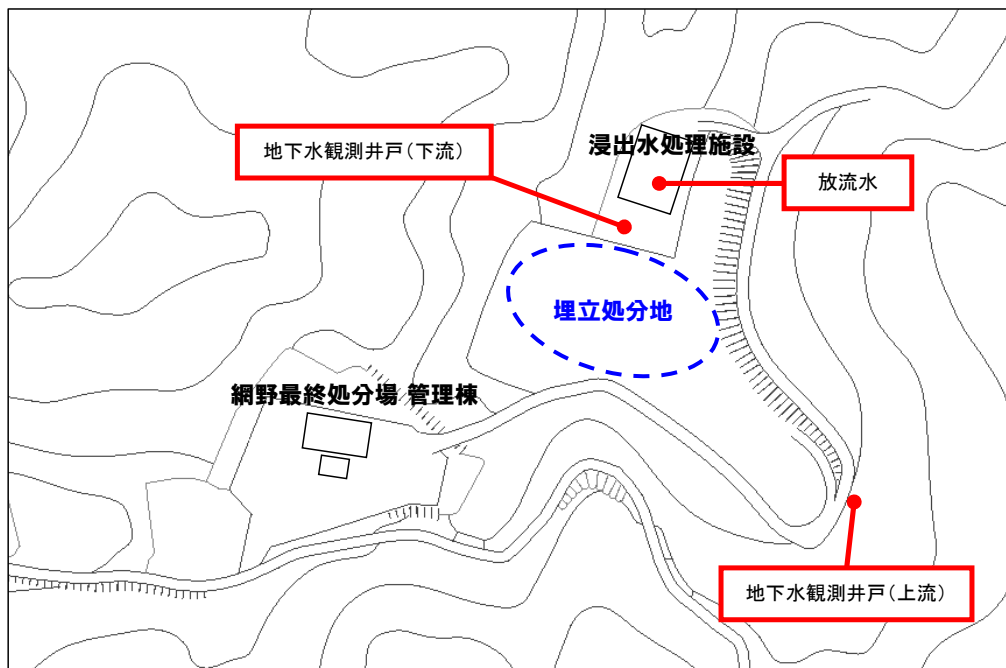 浸出水処理施設
地下水観測井戸(下流)
放流水
埋立処分地
網野最終処分場 管理棟
地下水観測井戸(上流)